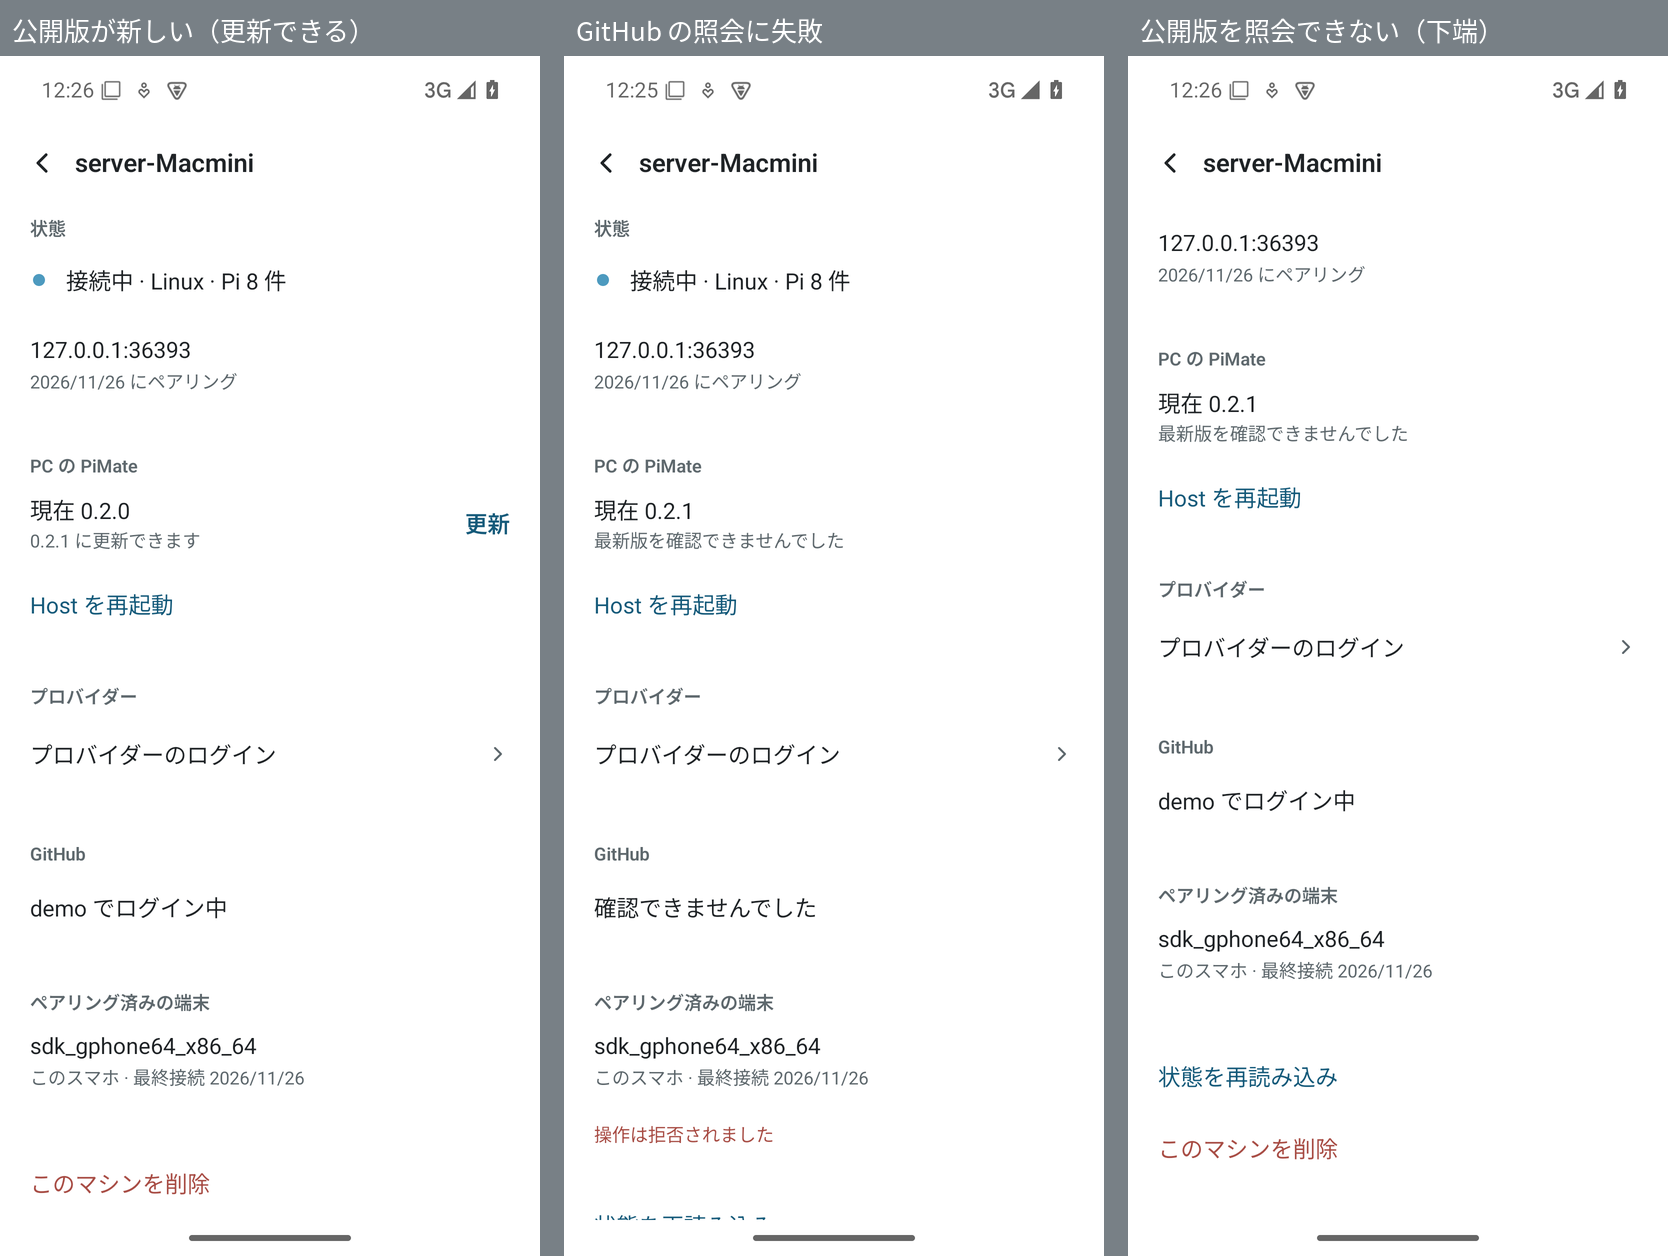 公開版が新しい（更新できる）
12:26
3G
server-Macmini
状態
接続中 · Linux · Pi 8 件
127.0.0.1:36393
2026/11/26 にペアリング
PC の PiMate
現在 0.2.0
0.2.1 に更新できます
更新
Host を再起動
プロバイダー
プロバイダーのログイン
GitHub
demo でログイン中
ペアリング済みの端末
sdk_gphone64_x86_64
このスマホ · 最終接続 2026/11/26
このマシンを削除
GitHub の照会に失敗
12:25
3G
server-Macmini
状態
接続中 · Linux · Pi 8 件
127.0.0.1:36393
2026/11/26 にペアリング
PC の PiMate
現在 0.2.1
最新版を確認できませんでした
Host を再起動
プロバイダー
プロバイダーのログイン
GitHub
確認できませんでした
ペアリング済みの端末
sdk_gphone64_x86_64
このスマホ · 最終接続 2026/11/26
操作は拒否されました
公開版を照会できない（下端）
12:26
3G
server-Macmini
127.0.0.1:36393
2026/11/26 にペアリング
PC の PiMate
現在 0.2.1
最新版を確認できませんでした
Host を再起動
プロバイダー
プロバイダーのログイン
GitHub
demo でログイン中
ペアリング済みの端末
sdk_gphone64_x86_64
このスマホ · 最終接続 2026/11/26
状態を再読み込み
このマシンを削除